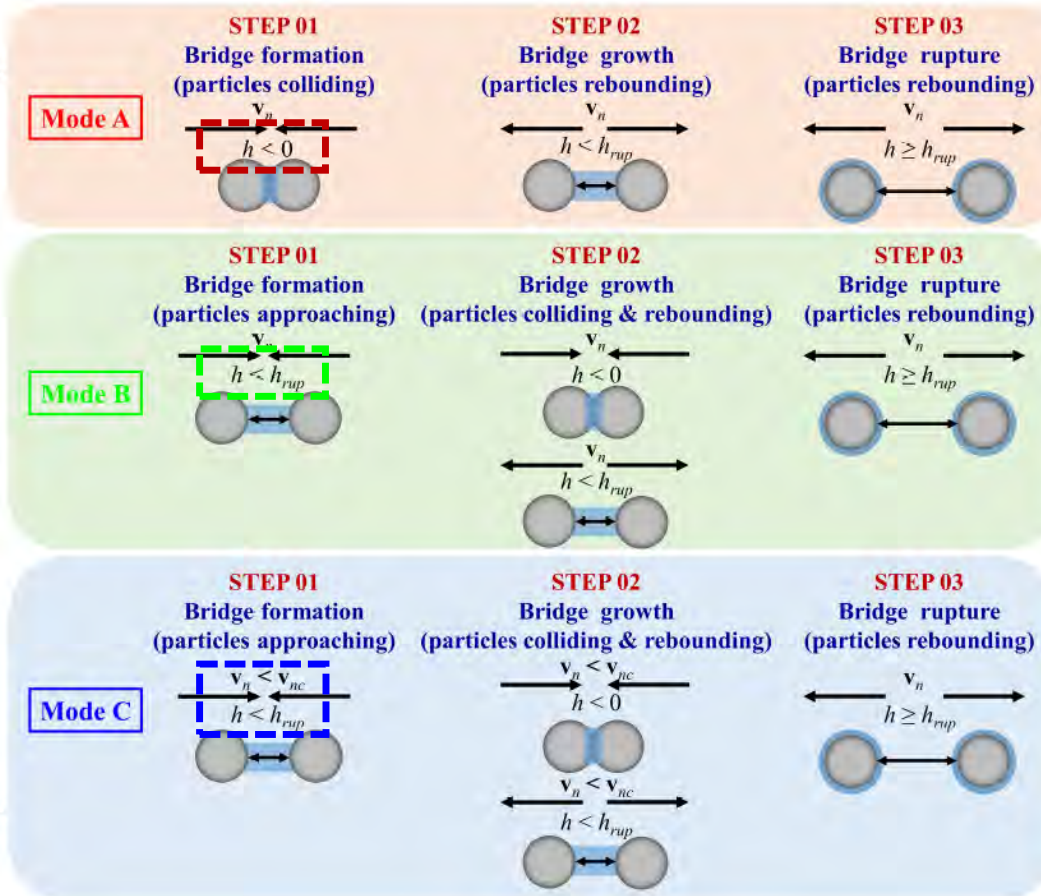 STEP 01
Bridge formation
(particles colliding)
v_n
h < 0
STEP 02
Bridge growth
(particles rebounding)
v_n
h < h_rup
STEP 03
Bridge rupture
(particles rebounding)
v_n
h ≥ h_rup
Mode A
STEP 01
Bridge formation
(particles approaching)
v_n
h < h_rup
STEP 02
Bridge growth
(particles colliding & rebounding)
v_n
h < 0
v_n
h < h_rup
STEP 03
Bridge rupture
(particles rebounding)
v_n
h ≥ h_rup
Mode B
STEP 01
Bridge formation
(particles approaching)
v_n < v_nc
h < h_rup
STEP 02
Bridge growth
(particles colliding & rebounding)
v_n < v_nc
h < 0
v_n < v_nc
h < h_rup
STEP 03
Bridge rupture
(particles rebounding)
v_n
h ≥ h_rup
Mode C